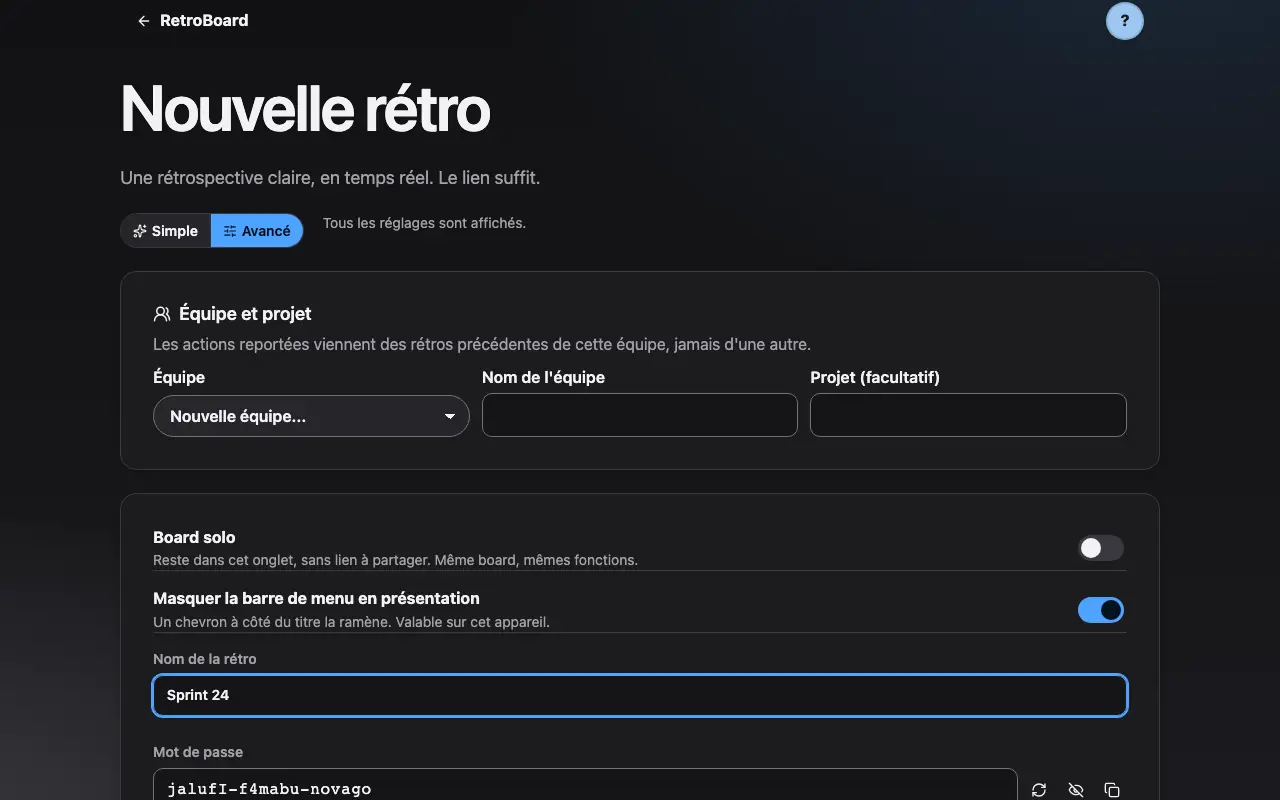 RetroBoard
?
Nouvelle rétro
Une rétrospective claire, en temps réel. Le lien suffit.
Simple
Avancé
Tous les réglages sont affichés.
Équipe et projet
Les actions reportées viennent des rétros précédentes de cette équipe, jamais d'une autre.
Équipe
Nom de l'équipe
Projet (facultatif)
Nouvelle équipe...
Board solo
Reste dans cet onglet, sans lien à partager. Même board, mêmes fonctions.
Masquer la barre de menu en présentation
Un chevron à côté du titre la ramène. Valable sur cet appareil.
Nom de la rétro
Sprint 24
Mot de passe
jalufI-f4mabu-novago